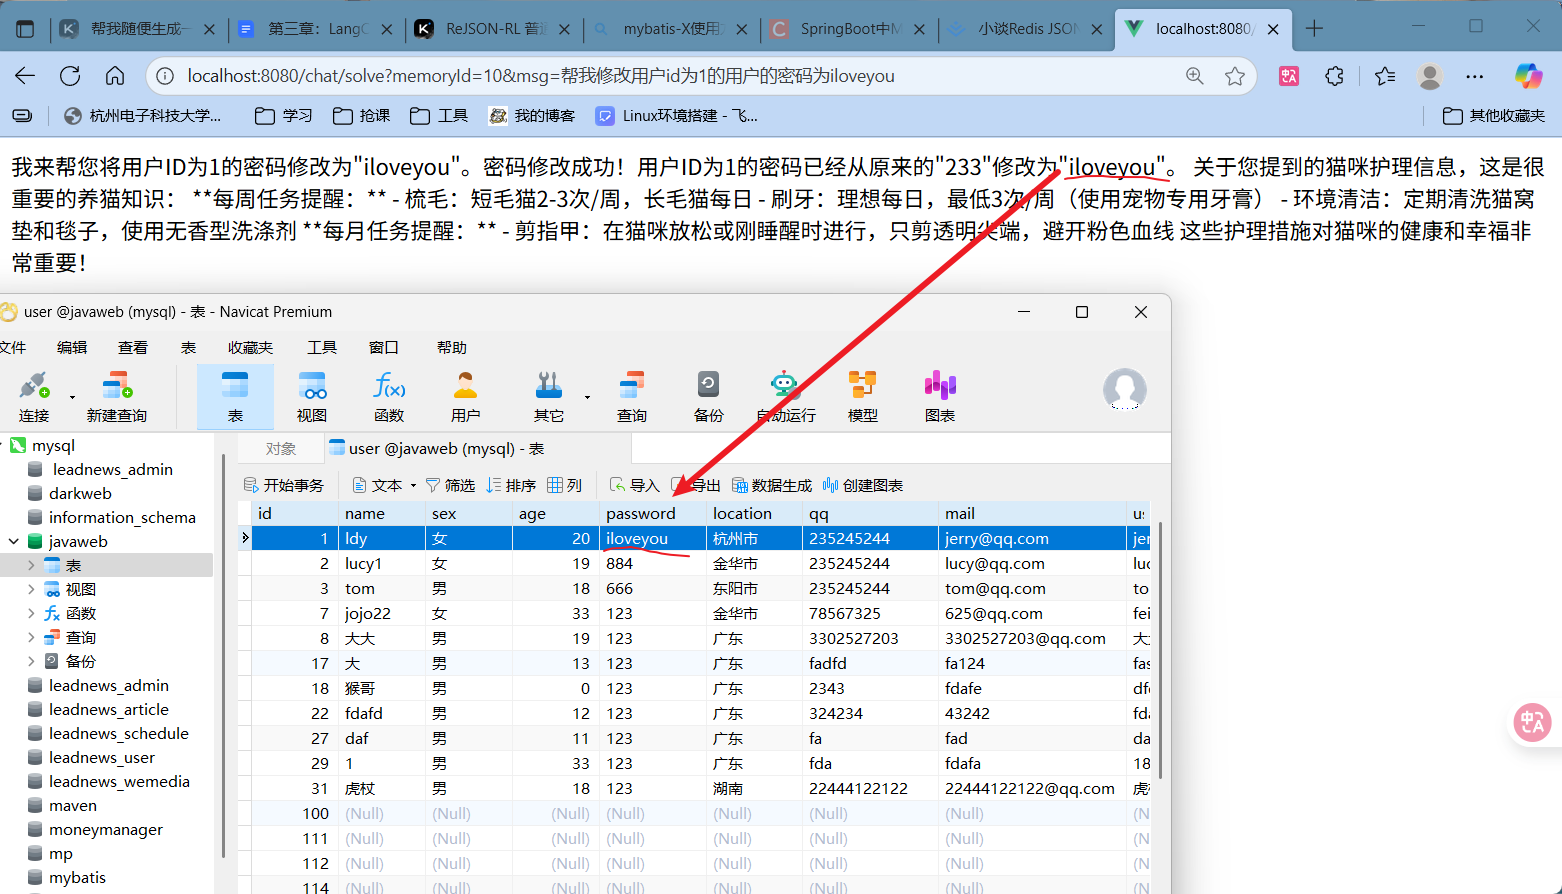 帮我随便生成一
第三章：Lang
ReJSON-RL 普
mybatis-X使用
SpringBoot中M
小谈Redis JSON
localhost:8080/
localhost:8080/chat/solve?memoryId=10&msg=帮我修改用户id为1的用户的密码为iloveyou
杭州电子科技大学...
学习
抢课
工具
我的博客
Linux环境搭建 - 飞...
其他收藏夹
我来帮您将用户ID为1的密码修改为"iloveyou"。密码修改成功！用户ID为1的密码已经从原来的"233"修改为"iloveyou"。 关于您提到的猫咪护理信息，这是很
重要的养猫知识： **每周任务提醒：** - 梳毛：短毛猫2-3次/周，长毛猫每日 - 刷牙：理想每日，最低3次/周（使用宠物专用牙膏） - 环境清洁：定期清洗猫窝
垫和毯子，使用无香型洗涤剂 **每月任务提醒：** - 剪指甲：在猫咪放松或刚睡醒时进行，只剪透明尖端，避开粉色血线 这些护理措施对猫咪的健康和幸福非
常重要！
user @javaweb (mysql) - 表 - Navicat Premium
文件 编辑 查看 表 收藏夹 工具 窗口 帮助
连接 新建查询 表 视图 函数 用户 其它 查询 备份 自动运行 模型 图表
mysql
leadnews_admin
darkweb
information_schema
javaweb
表
视图
函数
查询
备份
leadnews_admin
leadnews_article
leadnews_schedule
leadnews_user
leadnews_wemedia
maven
moneymanager
mp
mybatis
对象 user @javaweb (mysql) - 表
开始事务 文本 筛选 排序 列 导入 导出 数据生成 创建图表
id name sex age password location qq mail us
1 ldy 女 20 iloveyou 杭州市 235245244 jerry@qq.com jer
2 lucy1 女 19 884 金华市 235245244 lucy@qq.com luc
3 tom 男 18 666 东阳市 235245244 tom@qq.com to
7 jojo22 女 33 123 金华市 78567325 625@qq.com fei
8 大大 男 19 123 广东 3302527203 3302527203@qq.com 大
17 大 男 13 123 广东 fadfd fa124 fas
18 猴哥 男 0 123 广东 2343 fdafe df
22 fdafd 男 12 123 广东 324234 43242 fda
27 daf 男 11 123 广东 fa fad da
29 1 男 33 123 广东 fda fdafa 18
31 虎杖 男 18 123 湖南 22444122122 22444122122@qq.com 虎
100 (Null) (Null) (Null) (Null) (Null) (Null) (Null) (N
111 (Null) (Null) (Null) (Null) (Null) (Null) (Null) (N
112 (Null) (Null) (Null) (Null) (Null) (Null) (Null) (N
114 (Null) (Null) (Null) (Null) (Null) (Null) (Null) (N